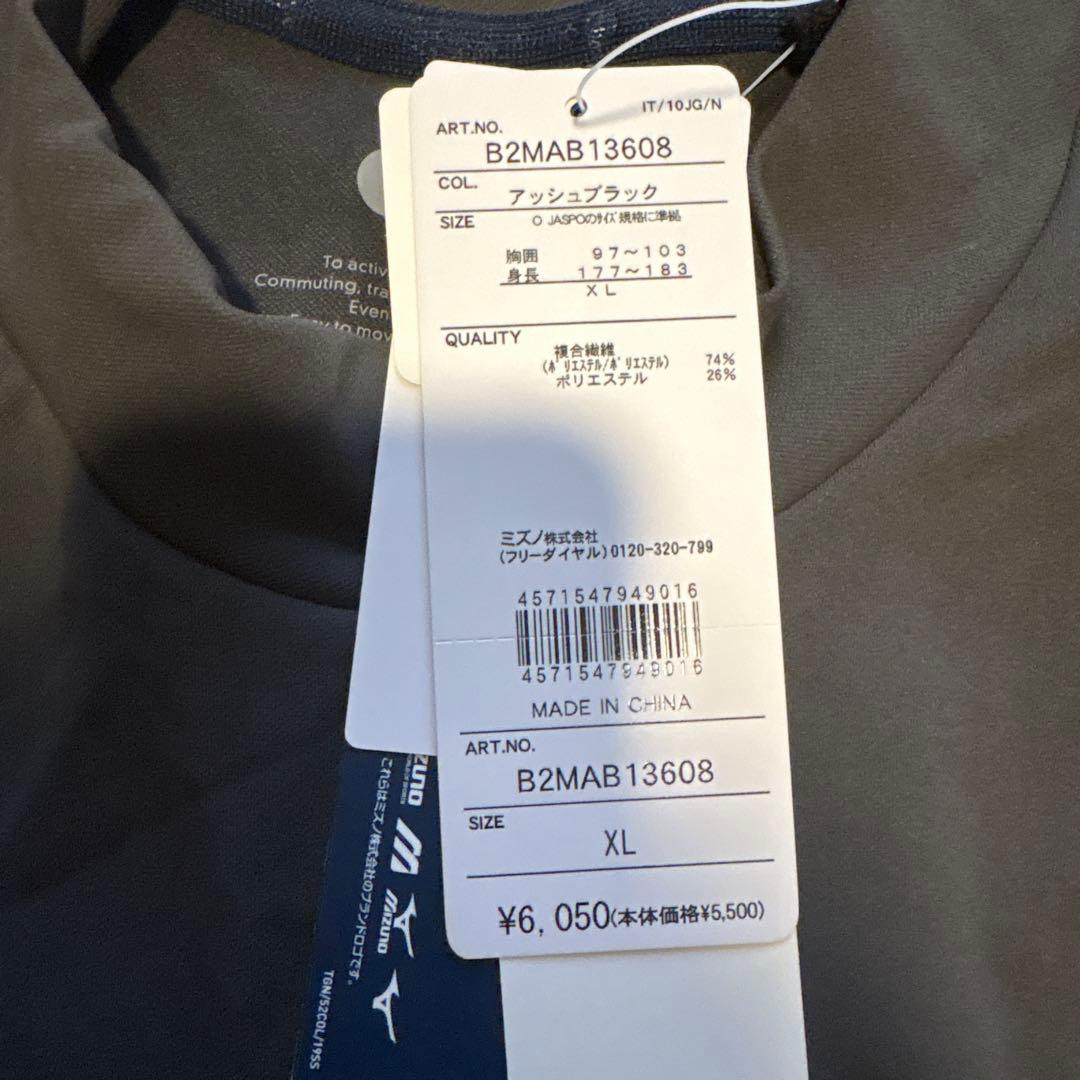 IT/10JG/N
ART.NO.
B2MAB13608
COL.
アッシュブラック
SIZE
O JASPOのサイズ規格に準拠
胸囲 97〜103
身長 177〜183
XL
QUALITY
複合繊維
(ポリエステル/ポリエステル) 74%
ポリエステル 26%
ミズノ株式会社
(フリーダイヤル)0120-320-799
4571547949016
4571547949016
MADE IN CHINA
ART.NO.
B2MAB13608
SIZE
XL
¥6,050(本体価格¥5,500)
To activ
Commuting, tra
Even
to mov
これらはミズノ株式会社のブランドロゴです。
MIZUNO
TGN/52COL/19SS